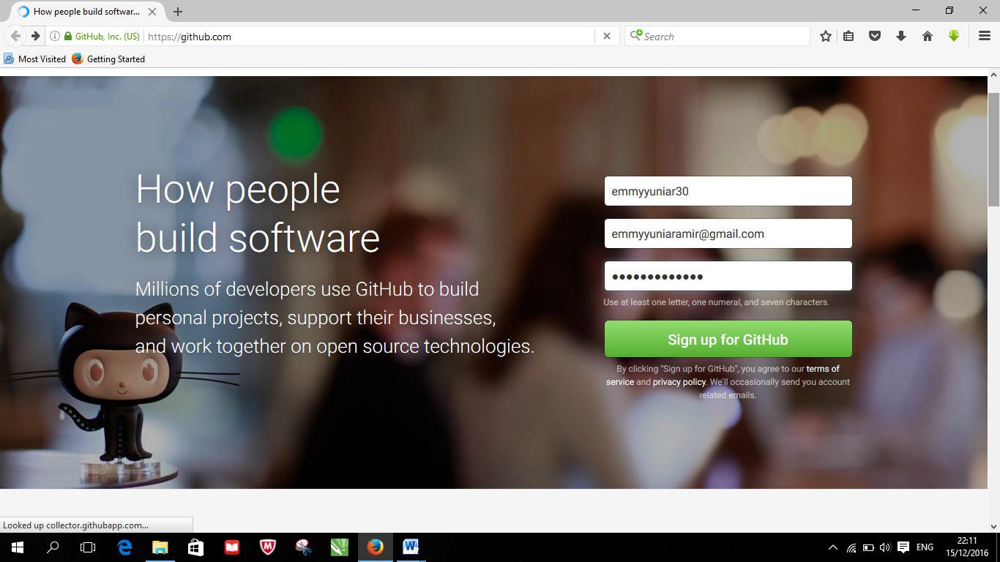 How people build softwar...
GitHub, Inc. (US)
https://github.com
Search
Most Visited
Getting Started
How people
build software
Millions of developers use GitHub to build
personal projects, support their businesses,
and work together on open source technologies.
emmyyuniar30
emmyyuniaramir@gmail.com
●●●●●●●●●●●●●
Use at least one letter, one numeral, and seven characters.
Sign up for GitHub
By clicking "Sign up for GitHub", you agree to our terms of
service and privacy policy. We'll occasionally send you account
related emails.
Looked up collector.githubapp.com...
ENG
22:11
15/12/2016